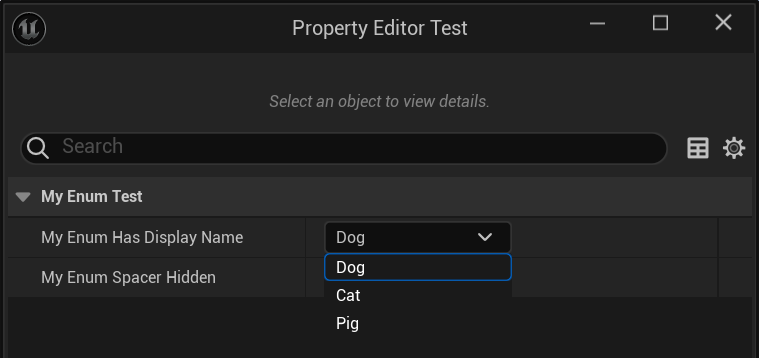 Property Editor Test
Select an object to view details.
Search
My Enum Test
My Enum Has Display Name
Dog
Dog
My Enum Spacer Hidden
Cat
Pig